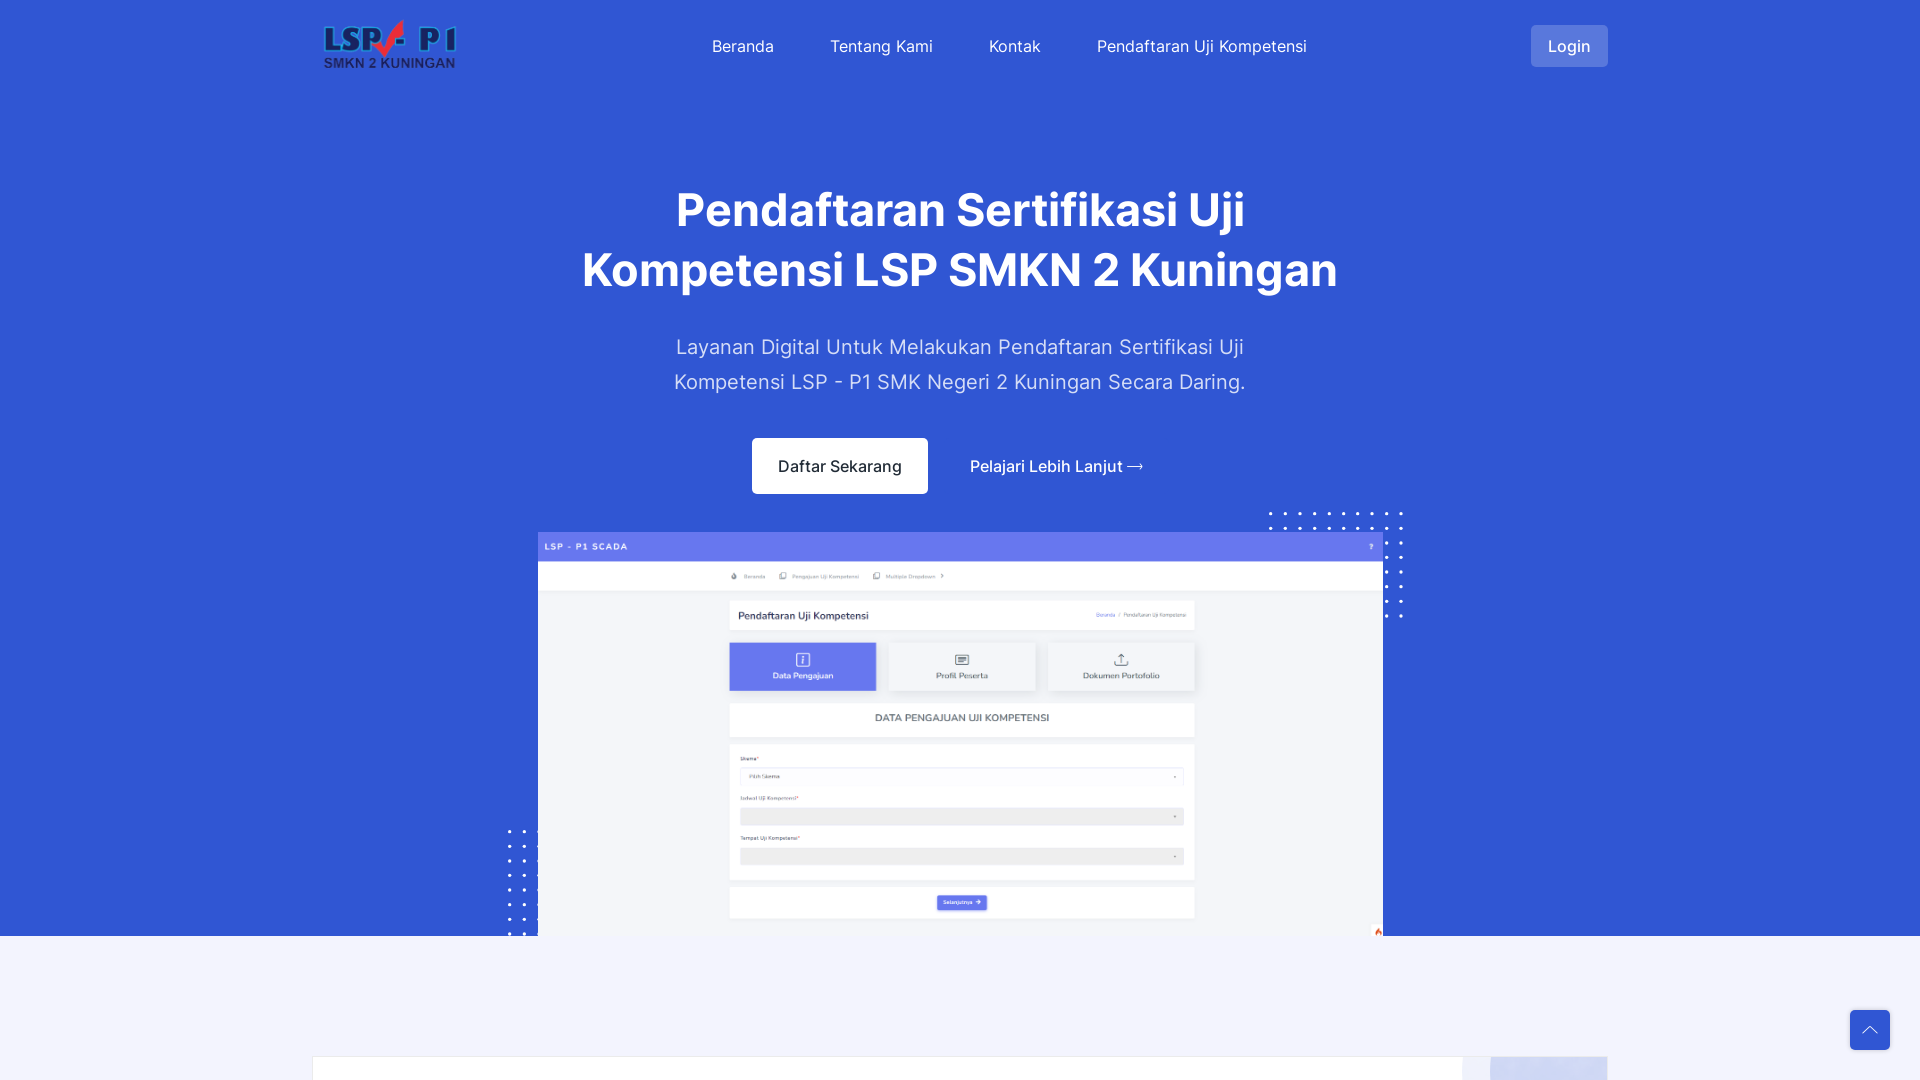 LSP - P1
SMKN 2 KUNINGAN
Beranda
Tentang Kami
Kontak
Pendaftaran Uji Kompetensi
Login
Pendaftaran Sertifikasi Uji
Kompetensi LSP SMKN 2 Kuningan
Layanan Digital Untuk Melakukan Pendaftaran Sertifikasi Uji
Kompetensi LSP - P1 SMK Negeri 2 Kuningan Secara Daring.
Daftar Sekarang
Pelajari Lebih Lanjut
LSP - P1 SCADA
?
Beranda
Pengajuan Uji Kompetensi
Multiple Dropdown
Pendaftaran Uji Kompetensi
Beranda / Pendaftaran Uji Kompetensi
Data Pengajuan
Profil Peserta
Dokumen Portofolio
DATA PENGAJUAN UJI KOMPETENSI
Skema*
Pilih Skema
Jadwal Uji Kompetensi*
Tempat Uji Kompetensi*
Selanjutnya